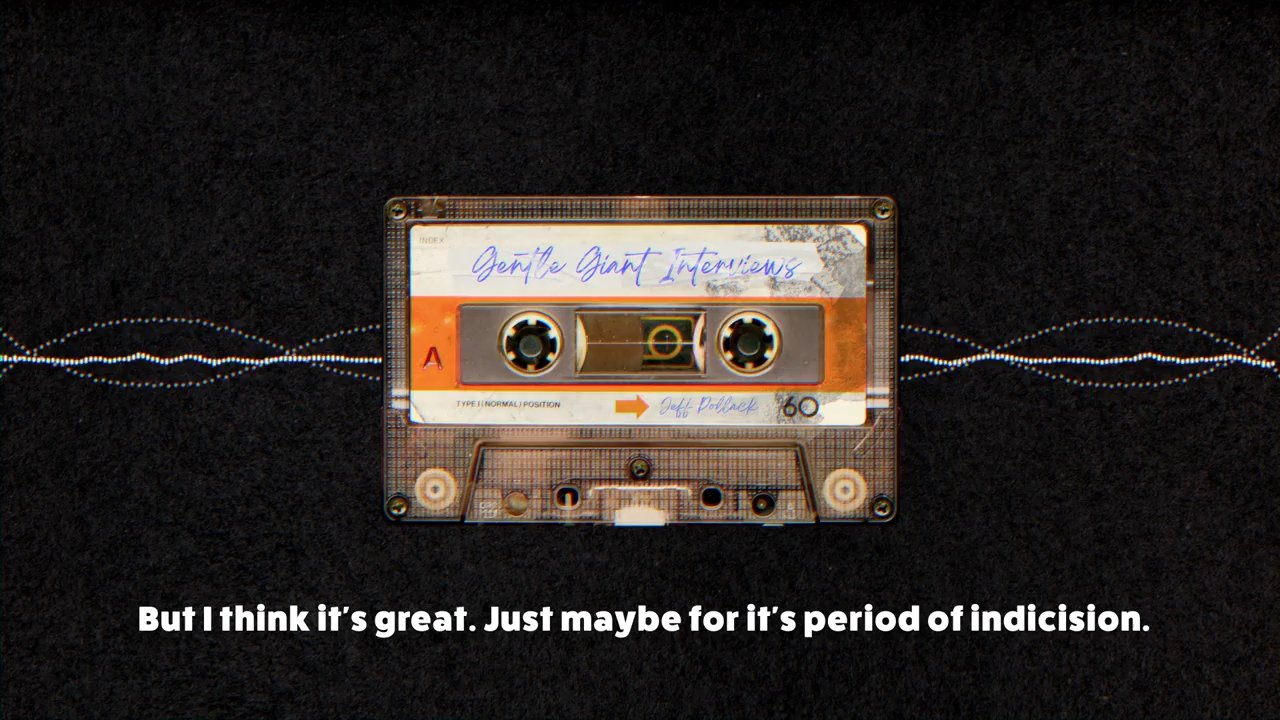 INDEX
Gentle Giant Interviews
A
TYPE I (NORMAL) POSITION
Jeff Pollack
60
But I think it's great. Just maybe for it's period of indicision.